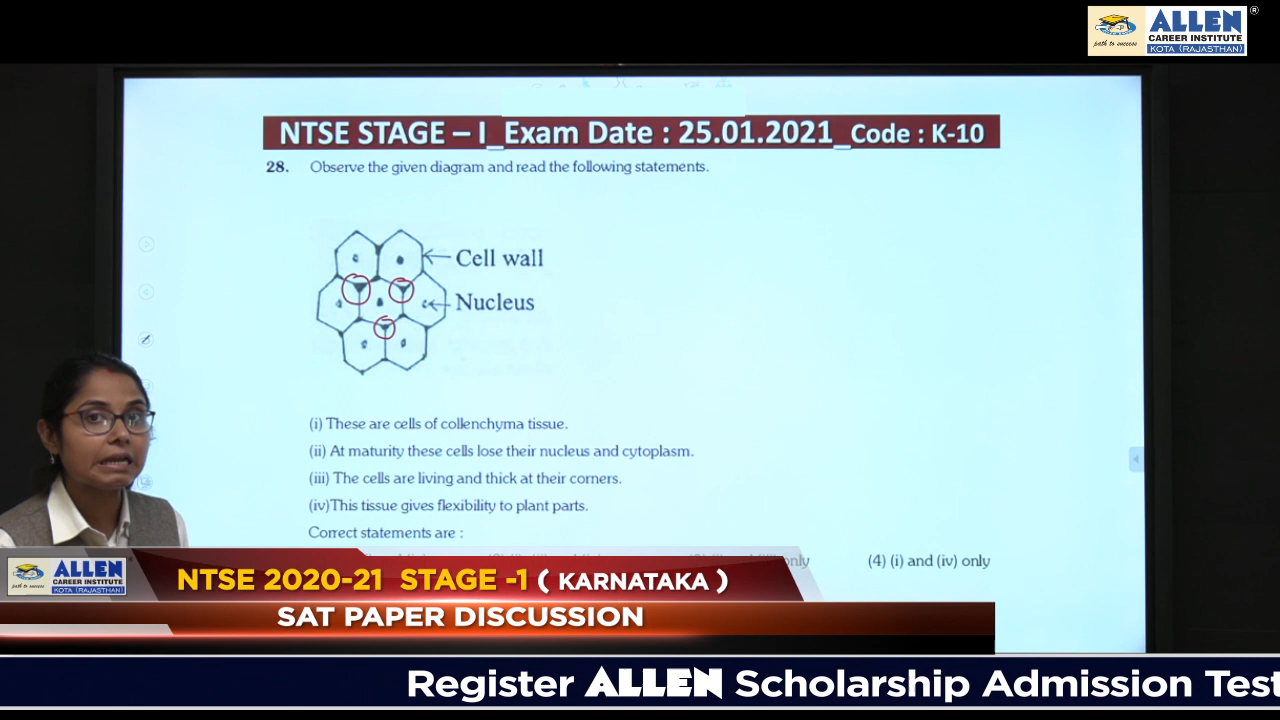 ALLEN
®
CAREER INSTITUTE
path to success
KOTA (RAJASTHAN)
NTSE STAGE – I_Exam Date : 25.01.2021_Code : K-10
28. Observe the given diagram and read the following statements.
Cell wall
Nucleus
(i) These are cells of collenchyma tissue.
(ii) At maturity these cells lose their nucleus and cytoplasm.
(iii) The cells are living and thick at their corners.
(iv)This tissue gives flexibility to plant parts.
Correct statements are :
only (4) (i) and (iv) only
ALLEN
CAREER INSTITUTE
path to success
KOTA (RAJASTHAN)
NTSE 2020-21 STAGE -1 ( KARNATAKA )
SAT PAPER DISCUSSION
Register ALLEN Scholarship Admission Test